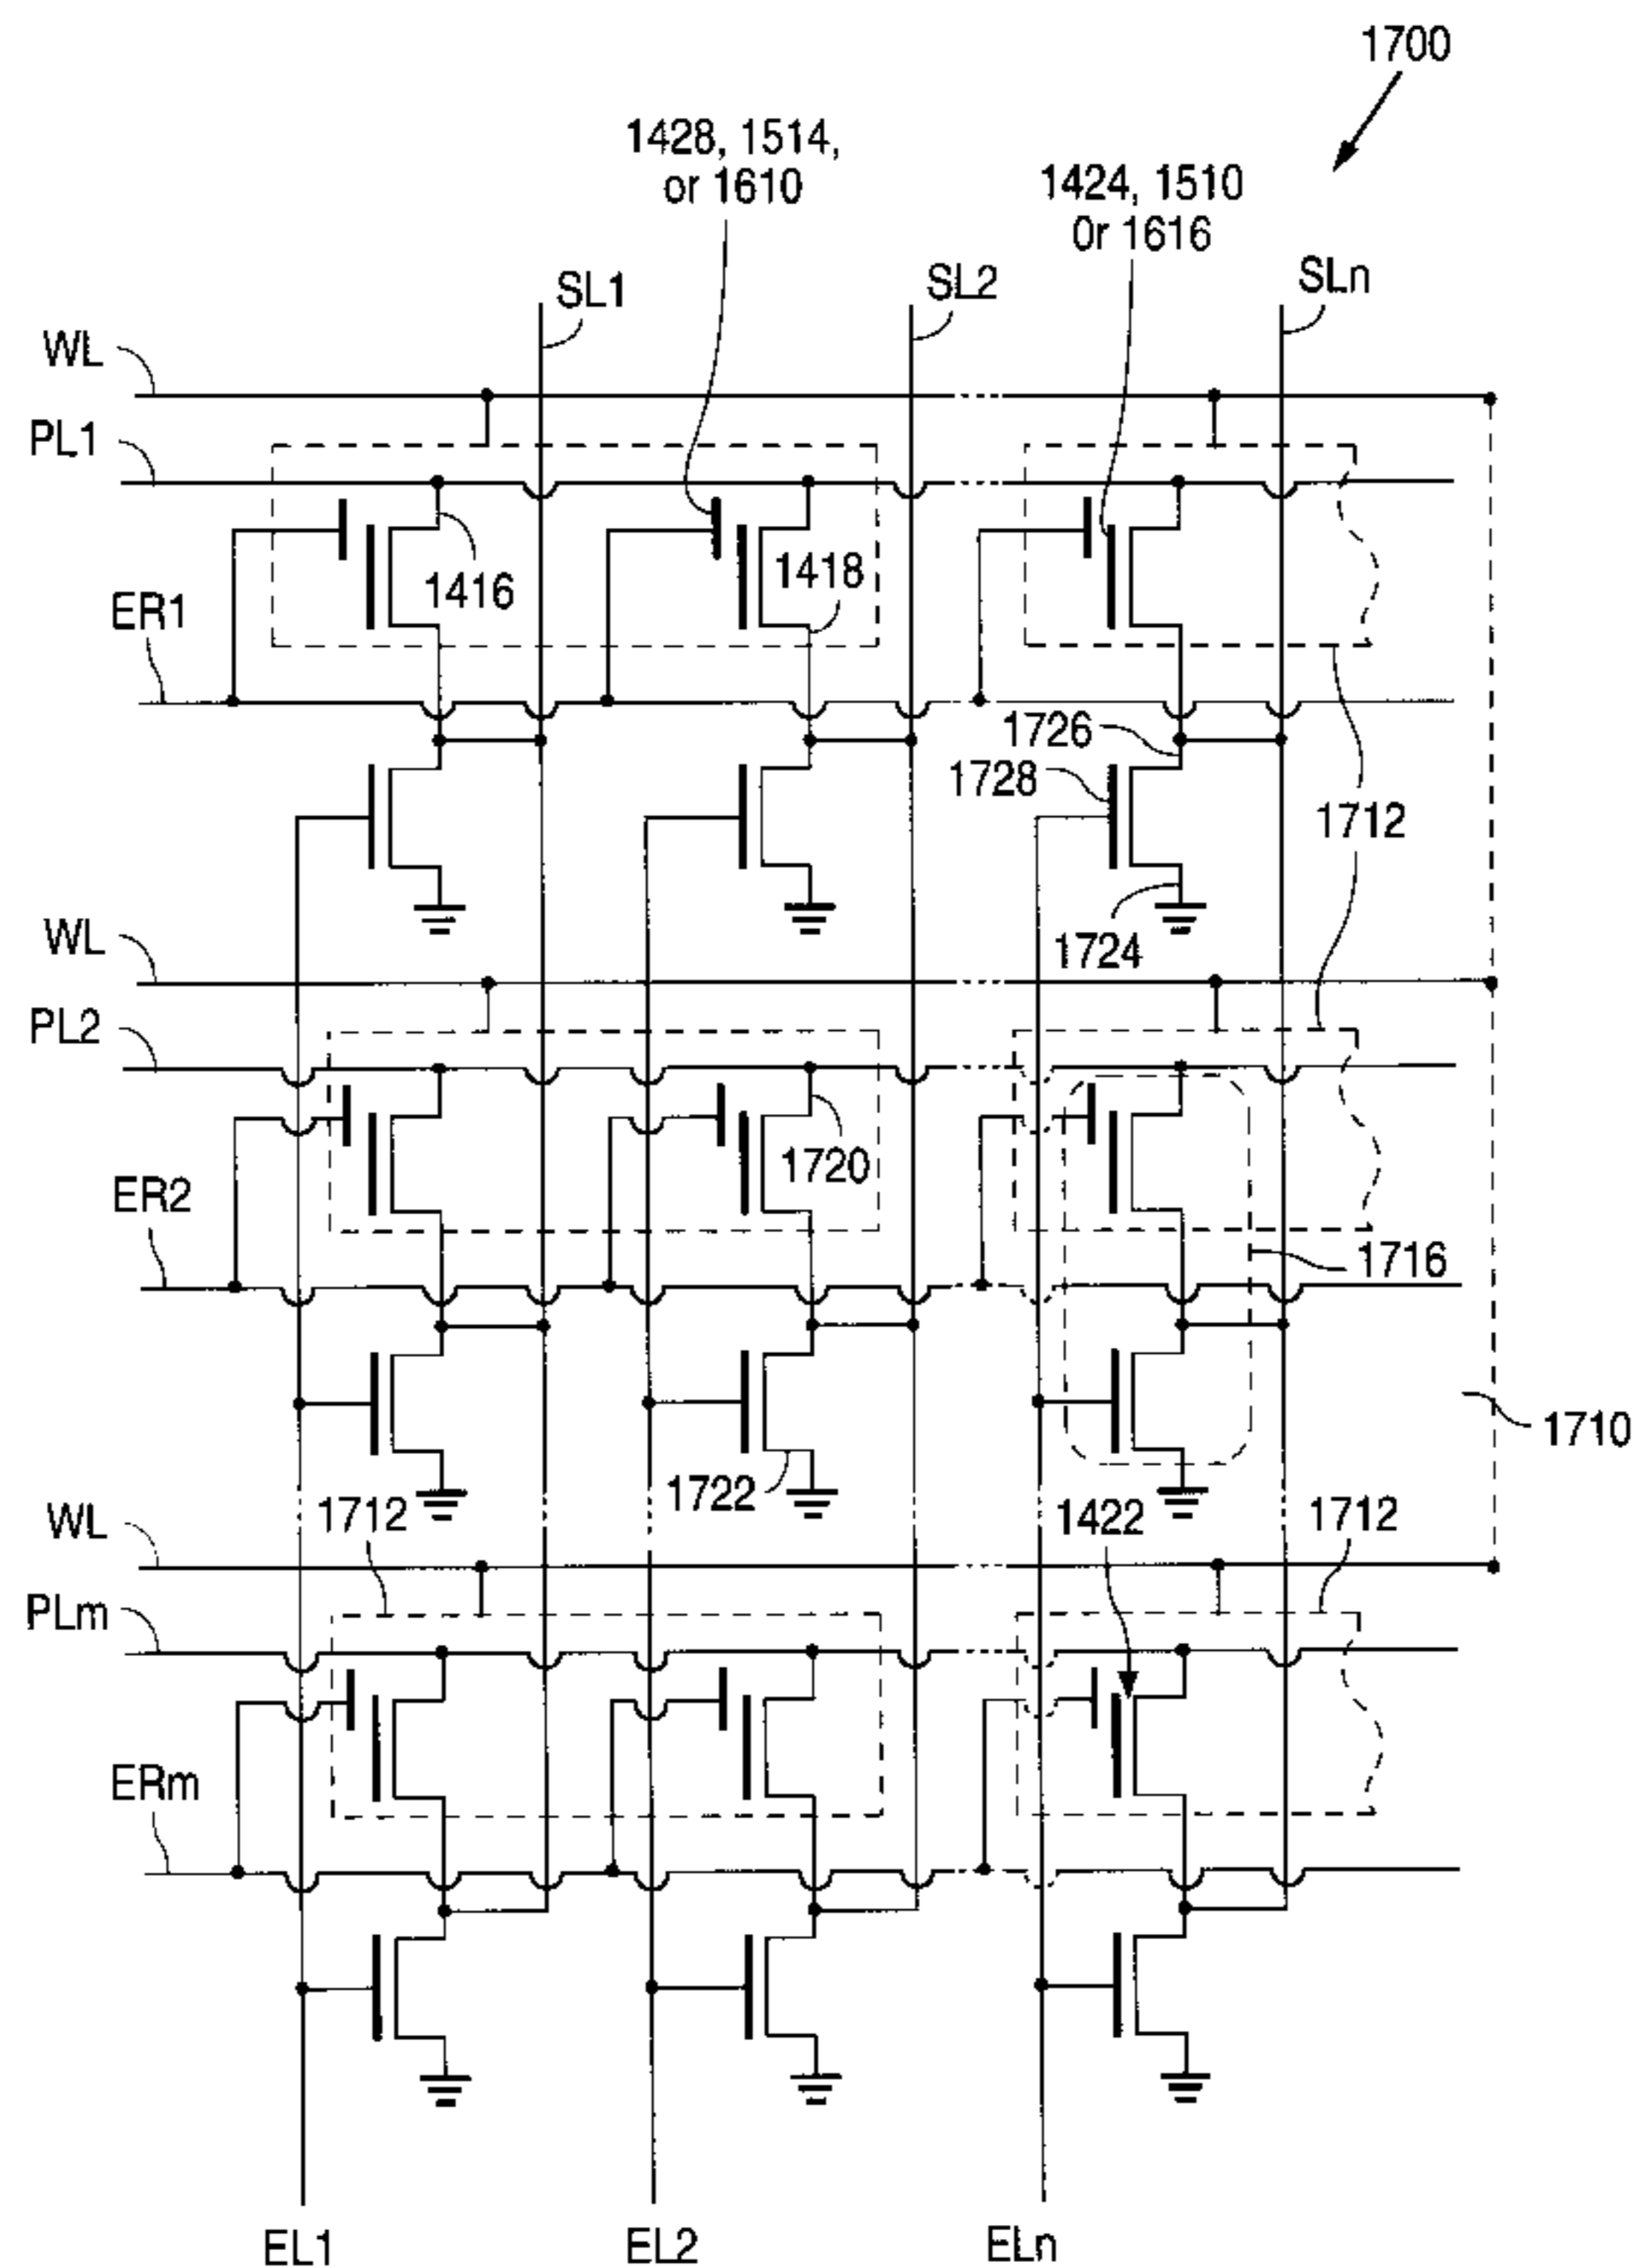 1700
1428, 1514,
or 1610
1424, 1510
0r 1616
SL1
SL2
SLn
WL
PL1
1416
1418
ER1
1726
1728
1712
1724
WL
PL2
1720
ER2
1716
1710
1722
1712
1422
1712
WL
PLm
ERm
EL1
EL2
ELn